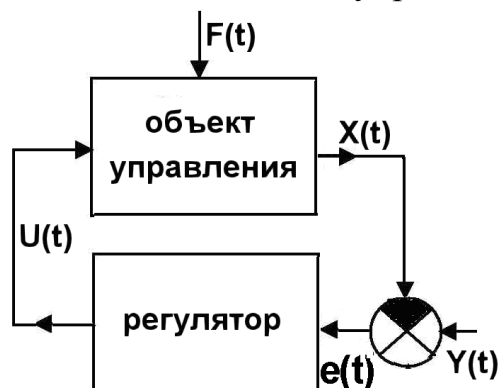 F(t)
объект
управления
X(t)
U(t)
регулятор
e(t)
Y(t)